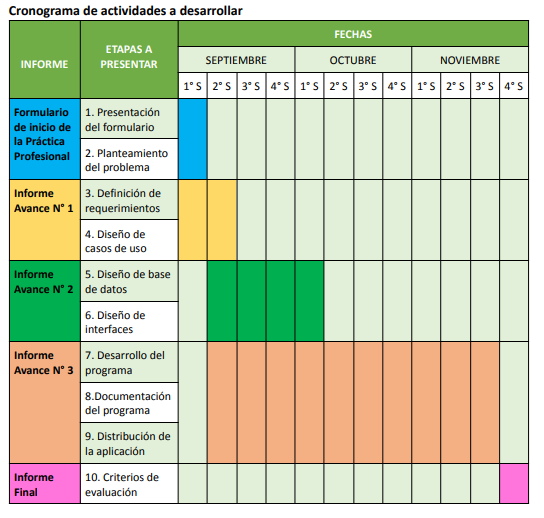 Cronograma de actividades a desarrollar
INFORME
ETAPAS A
PRESENTAR
FECHAS
SEPTIEMBRE
OCTUBRE
NOVIEMBRE
1° S 2° S 3° S 4° S 1° S 2° S 3° S 4° S 1° S 2° S 3° S 4° S
Formulario
de inicio de
la Práctica
Profesional
1. Presentación
del formulario
2. Planteamiento
del problema
Informe
Avance N° 1
3. Definición de
requerimientos
4. Diseño de
casos de uso
Informe
Avance N° 2
5. Diseño de base
de datos
6. Diseño de
interfaces
Informe
Avance N° 3
7. Desarrollo del
programa
8.Documentación
del programa
9. Distribución de
la aplicación
Informe
Final
10. Criterios de
evaluación